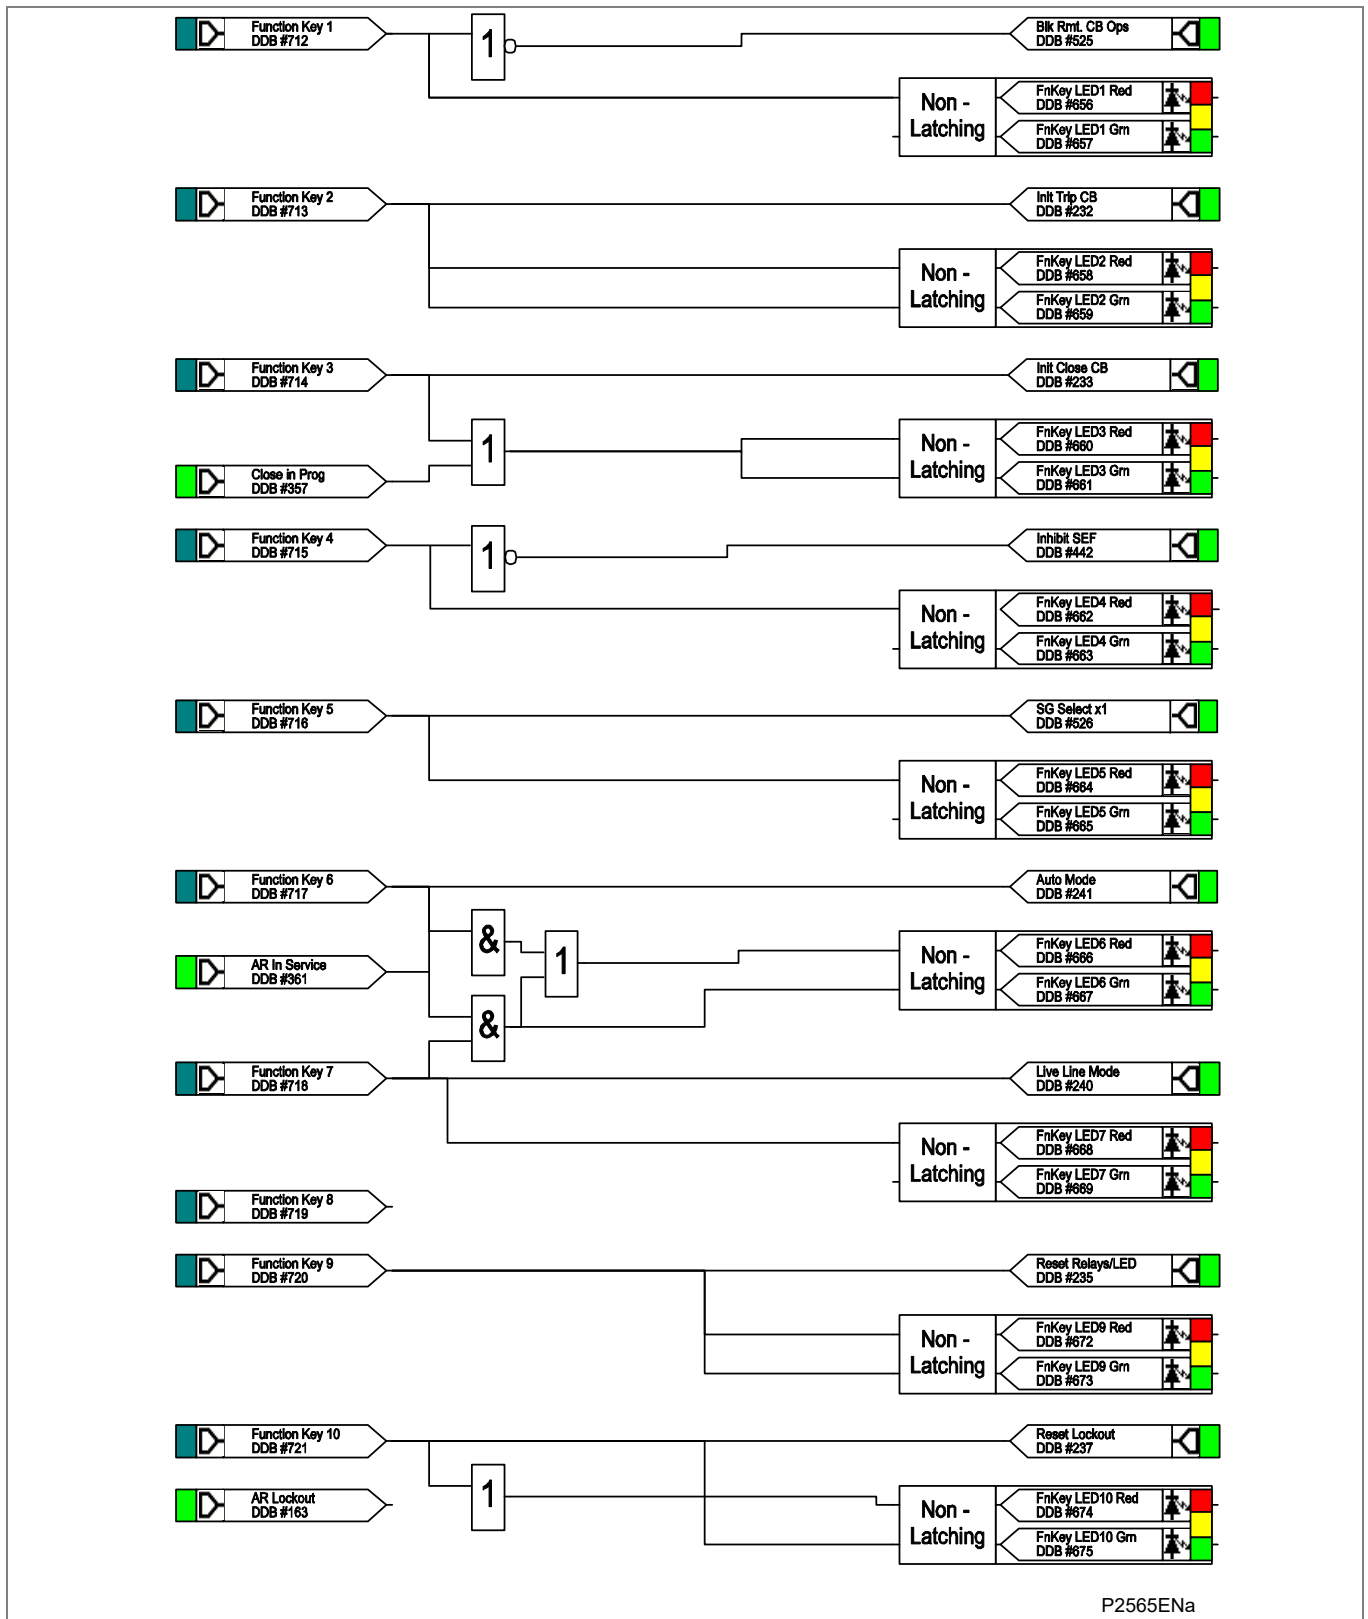 Function Key 1
DDB #712
1
Blk Rmt. CB Ops
DDB #525
Non -
Latching
FnKey LED1 Red
DDB #656
FnKey LED1 Grn
DDB #657
Function Key 2
DDB #713
Init Trip CB
DDB #232
Non -
Latching
FnKey LED2 Red
DDB #658
FnKey LED2 Grn
DDB #659
Function Key 3
DDB #714
Init Close CB
DDB #233
1
Close in Prog
DDB #357
Non -
Latching
FnKey LED3 Red
DDB #660
FnKey LED3 Grn
DDB #661
Function Key 4
DDB #715
1
Inhibit SEF
DDB #442
Non -
Latching
FnKey LED4 Red
DDB #662
FnKey LED4 Grn
DDB #663
Function Key 5
DDB #716
SG Select x1
DDB #526
Non -
Latching
FnKey LED5 Red
DDB #664
FnKey LED5 Grn
DDB #665
Function Key 6
DDB #717
Auto Mode
DDB #241
&
1
AR In Service
DDB #361
&
Non -
Latching
FnKey LED6 Red
DDB #666
FnKey LED6 Grn
DDB #667
Function Key 7
DDB #718
Live Line Mode
DDB #240
Non -
Latching
FnKey LED7 Red
DDB #668
FnKey LED7 Grn
DDB #669
Function Key 8
DDB #719
Function Key 9
DDB #720
Reset Relays/LED
DDB #235
Non -
Latching
FnKey LED9 Red
DDB #672
FnKey LED9 Grn
DDB #673
Function Key 10
DDB #721
Reset Lockout
DDB #237
1
AR Lockout
DDB #163
Non -
Latching
FnKey LED10 Red
DDB #674
FnKey LED10 Grn
DDB #675
P2565ENa